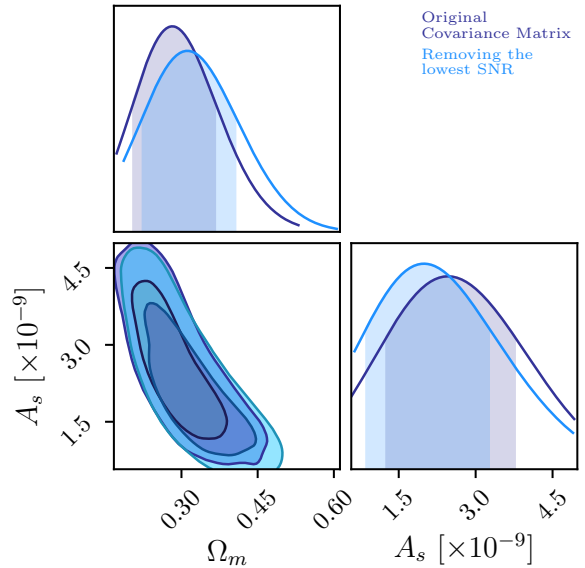 Original
Covariance Matrix
Removing the
lowest SNR
4.5
3.0
1.5
A_s [×10⁻⁹]
0.30
0.45
0.60
Ω_m
1.5
3.0
4.5
A_s [×10⁻⁹]